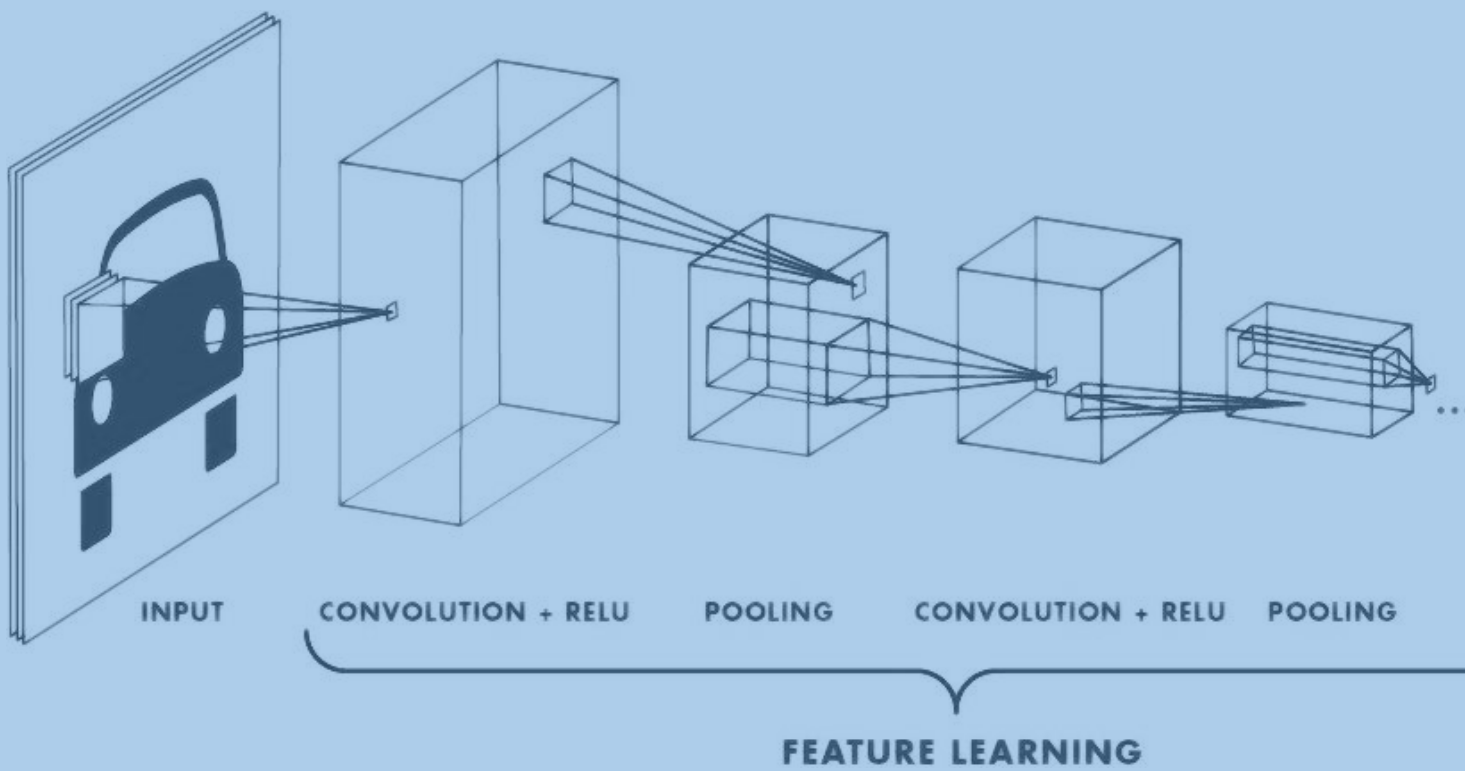 INPUT CONVOLUTION + RELU POOLING CONVOLUTION + RELU POOLING
FEATURE LEARNING